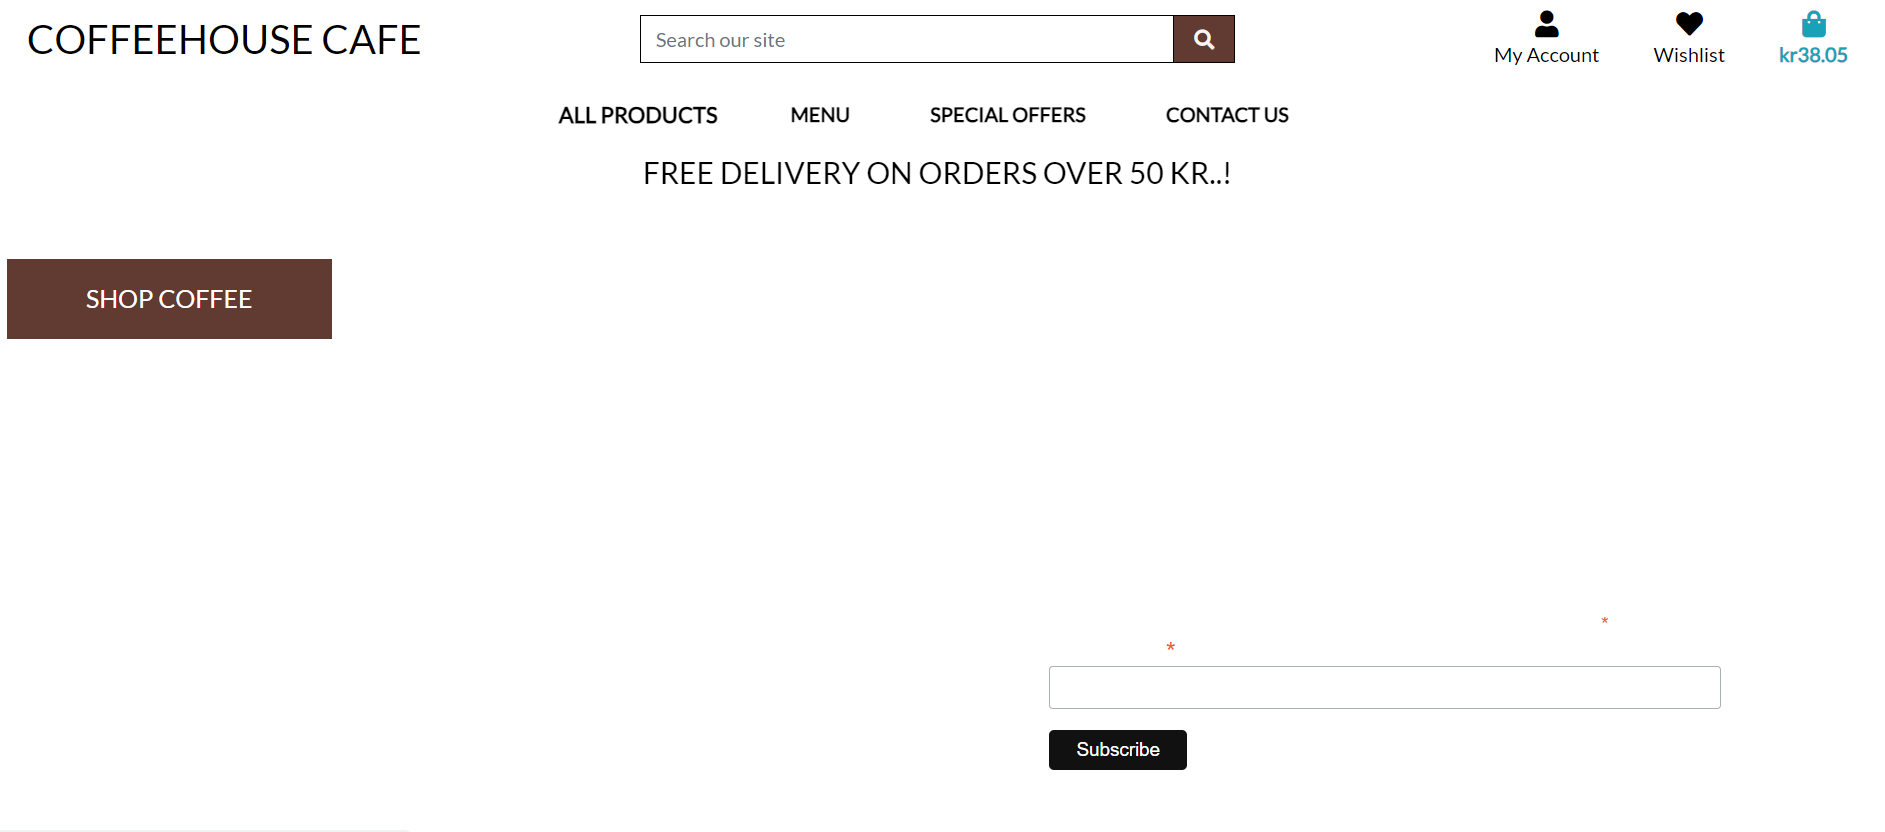 COFFEEHOUSE CAFE
Search our site
My Account
Wishlist
kr38.05
ALL PRODUCTS
MENU
SPECIAL OFFERS
CONTACT US
FREE DELIVERY ON ORDERS OVER 50 KR..!
SHOP COFFEE
*
*
Subscribe